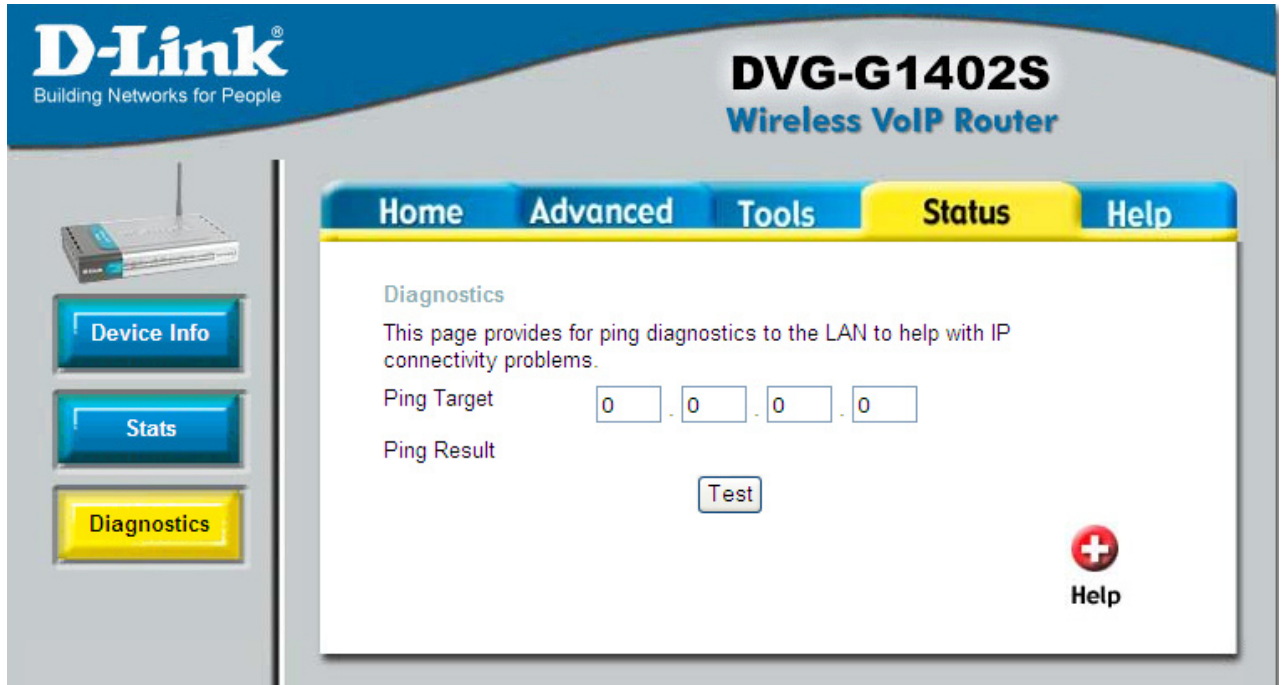 D-Link®
Building Networks for People
DVG-G1402S
Wireless VoIP Router
Home Advanced Tools Status Help
Device Info
Stats
Diagnostics
Diagnostics
This page provides for ping diagnostics to the LAN to help with IP
connectivity problems.
Ping Target 0 . 0 . 0 . 0
Ping Result
Test
Help